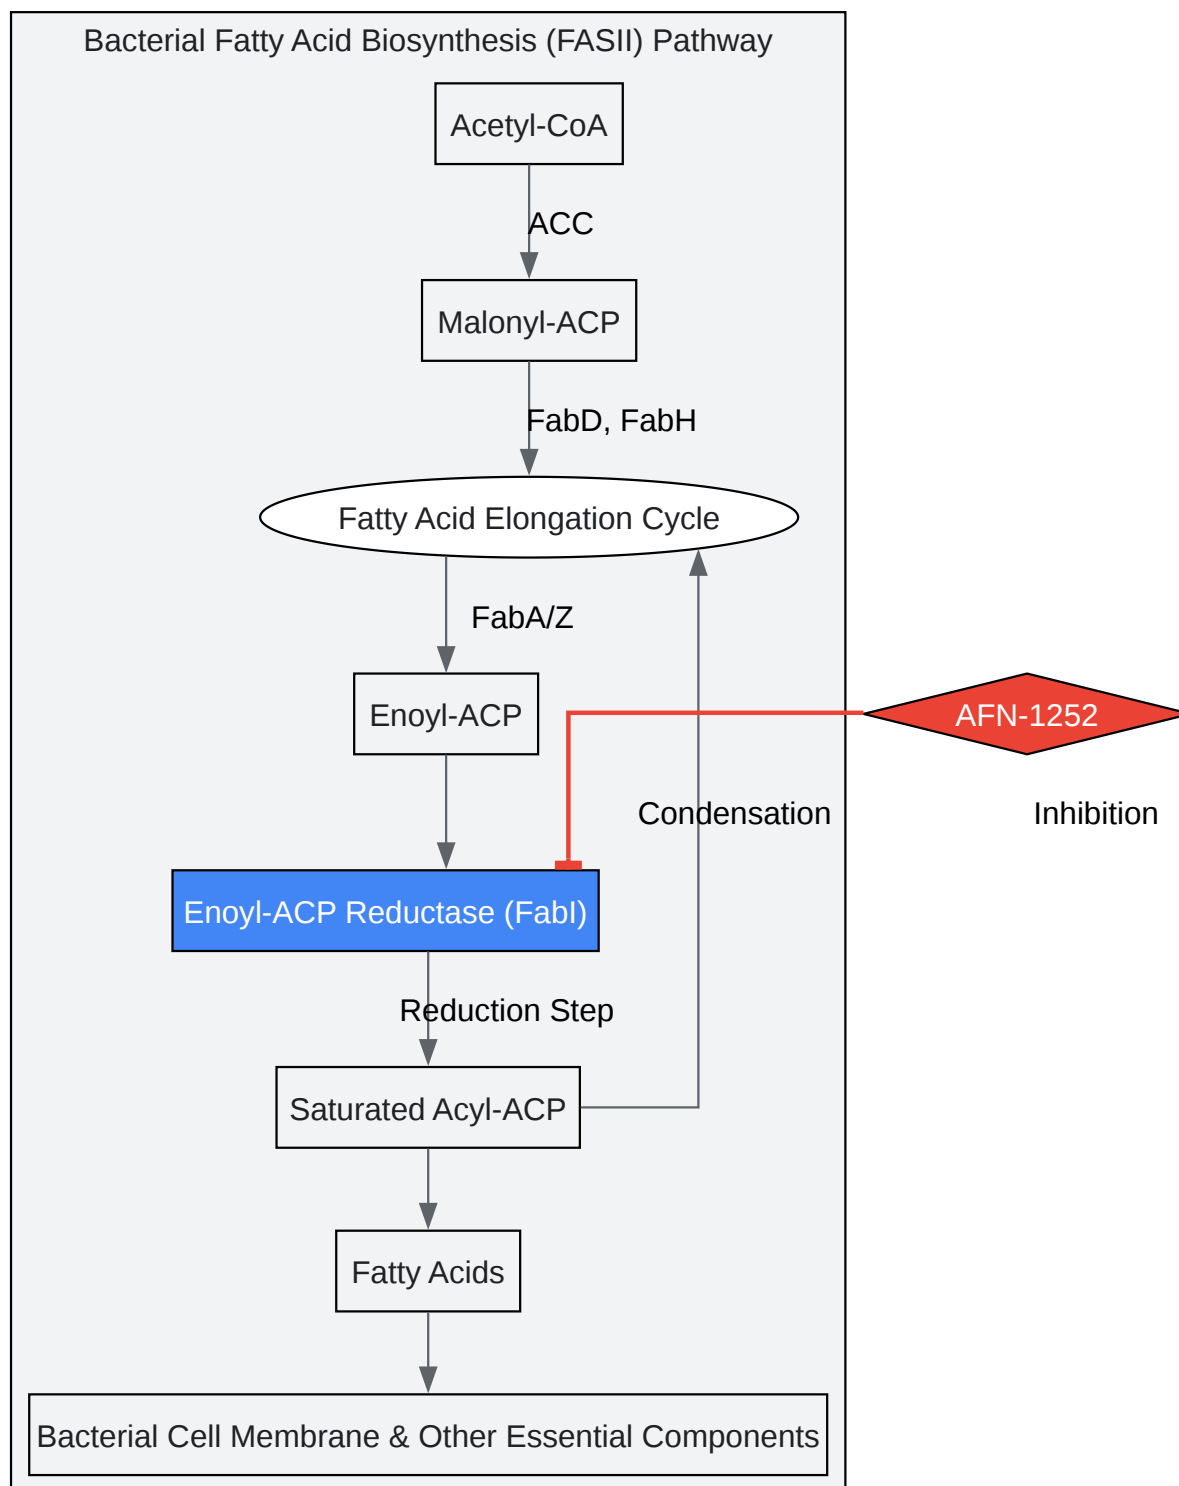 Bacterial Fatty Acid Biosynthesis (FASII) Pathway
Acetyl-CoA
ACC
Malonyl-ACP
FabD, FabH
Fatty Acid Elongation Cycle
FabA/Z
Enoyl-ACP
AFN-1252
Condensation
Inhibition
Enoyl-ACP Reductase (FabI)
Reduction Step
Saturated Acyl-ACP
Fatty Acids
Bacterial Cell Membrane & Other Essential Components